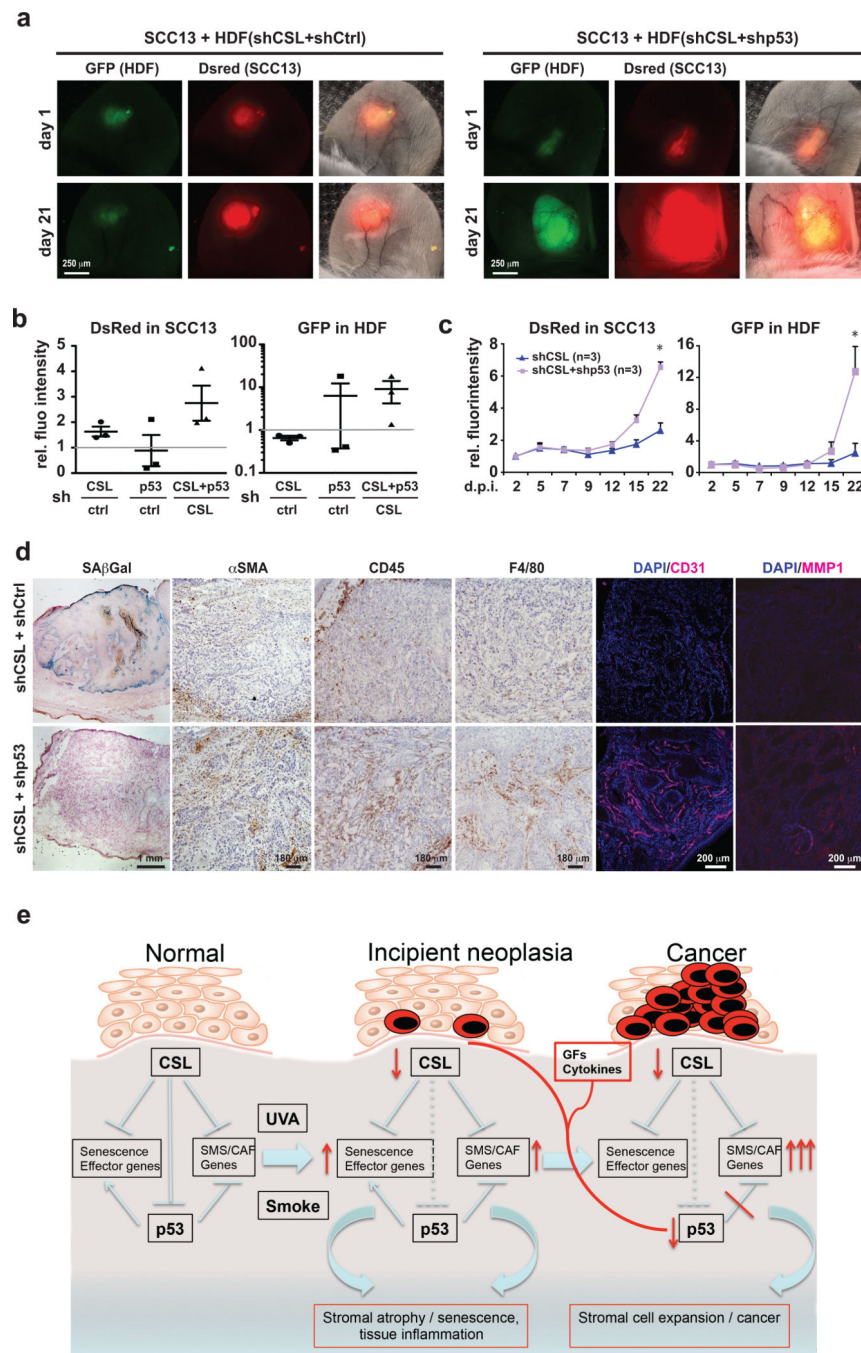 a
SCC13 + HDF(shCSL+shCtrl)
SCC13 + HDF(shCSL+shp53)
GFP (HDF)
Dsred (SCC13)
GFP (HDF)
Dsred (SCC13)
day 1
day 1
day 21
day 21
250 µm
250 µm
b
DsRed in SCC13
GFP in HDF
rel. fluo intensity
5
4
3
2
1
0
100
10
1
0.1
sh
CSL
ctrl
p53
ctrl
CSL+p53
CSL
CSL
ctrl
p53
ctrl
CSL+p53
CSL
c
DsRed in SCC13
GFP in HDF
shCSL (n=3)
shCSL+shp53 (n=3)
*
*
rel. fluorintensity
8
6
4
2
0
16
12
8
4
0
d.p.i.
2 5 7 9 12 15 22
2 5 7 9 12 15 22
d
SAβGal
αSMA
CD45
F4/80
DAPI/CD31
DAPI/MMP1
shCSL + shCtrl
shCSL + shp53
1 mm
180 µm
180 µm
180 µm
200 µm
200 µm
e
Normal
Incipient neoplasia
Cancer
CSL
CSL
GFs
Cytokines
CSL
UVA
Senescence
Effector genes
SMS/CAF
Genes
Senescence
Effector genes
SMS/CAF
Genes
Senescence
Effector genes
SMS/CAF
Genes
Smoke
p53
p53
p53
Stromal atrophy / senescence,
tissue inflammation
Stromal cell expansion / cancer